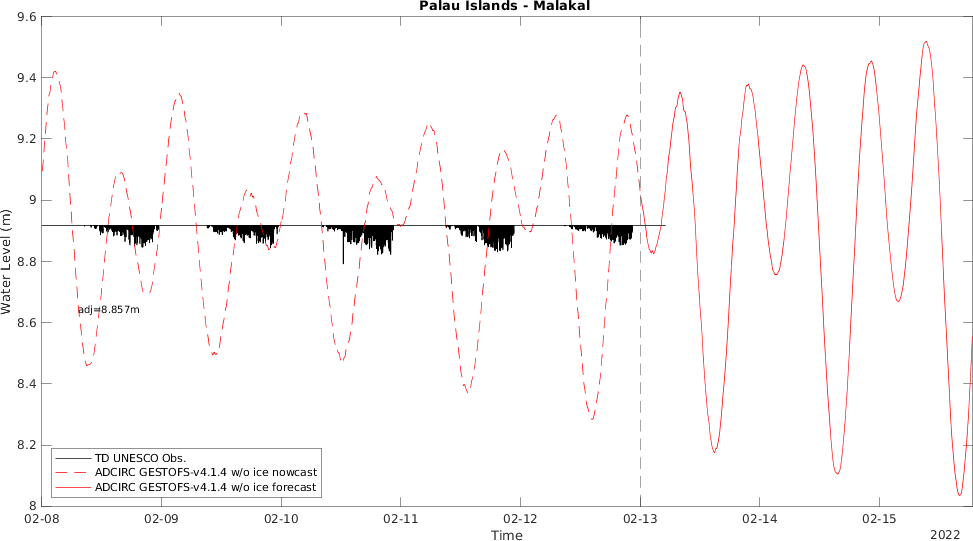 Palau Islands - Malakal
9.6
9.4
9.2
9
8.8
8.6
8.4
8.2
8
Water Level (m)
adj=8.857m
TD UNESCO Obs.
ADCIRC GESTOFS-v4.1.4 w/o ice nowcast
ADCIRC GESTOFS-v4.1.4 w/o ice forecast
02-08 02-09 02-10 02-11 02-12 02-13 02-14 02-15
Time
2022